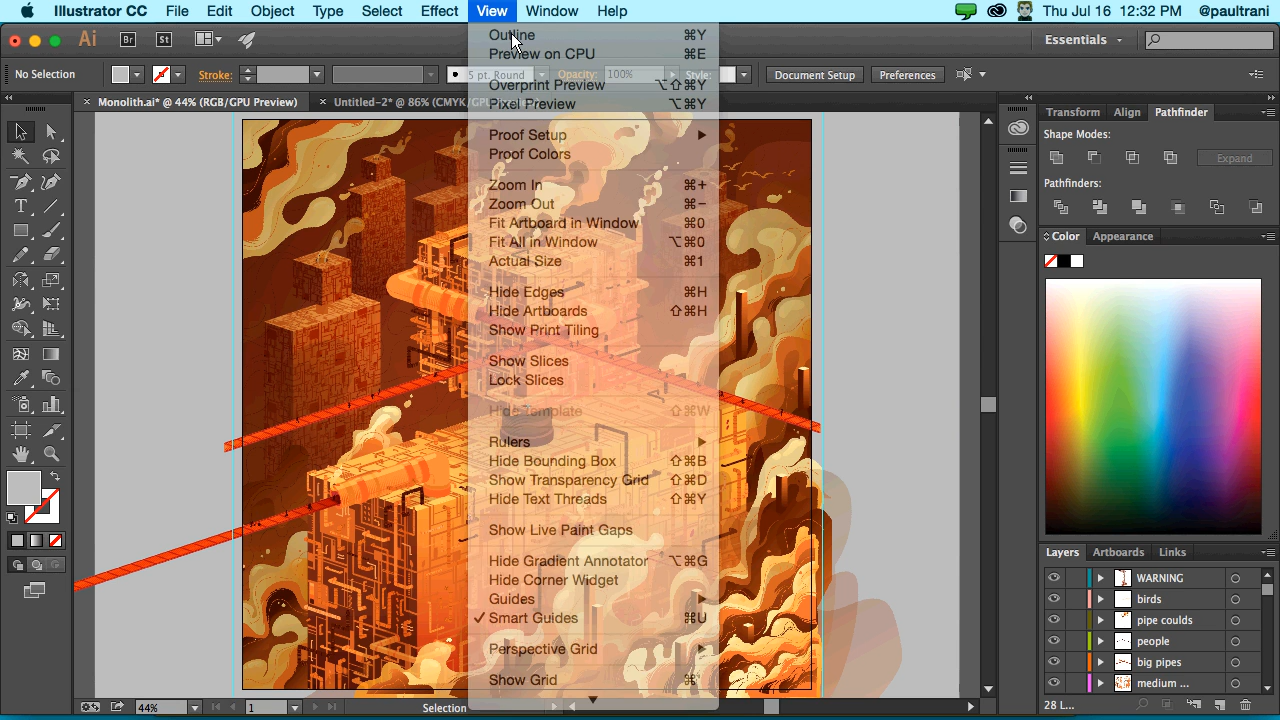 Illustrator CC File Edit Object Type Select Effect View Window Help Thu Jul 16 12:32 PM @paultrani
Ai Br St Essentials
No Selection Stroke: 5 pt. Round Opacity: 100% Style: Document Setup Preferences
Monolith.ai* @ 44% (RGB/GPU Preview) Untitled-2* @ 86% (CMYK/GPU
Outline ⌘Y
Preview on CPU ⌘E
Overprint Preview ⌥⇧⌘Y
Pixel Preview ⌥⌘Y
Proof Setup
Proof Colors
Zoom In ⌘+
Zoom Out ⌘−
Fit Artboard in Window ⌘0
Fit All in Window ⌥⌘0
Actual Size ⌘1
Hide Edges ⌘H
Hide Artboards ⇧⌘H
Show Print Tiling
Show Slices
Lock Slices
Hide Template ⇧⌘W
Rulers
Hide Bounding Box ⇧⌘B
Show Transparency Grid ⇧⌘D
Hide Text Threads ⇧⌘Y
Show Live Paint Gaps
Hide Gradient Annotator ⌥⌘G
Hide Corner Widget
Guides
✓ Smart Guides ⌘U
Perspective Grid
Show Grid ⌘
Transform Align Pathfinder
Shape Modes:
Expand
Pathfinders:
Color Appearance
Layers Artboards Links
WARNING
birds
pipe coulds
people
big pipes
medium ...
28 L...
44% 1 Selection